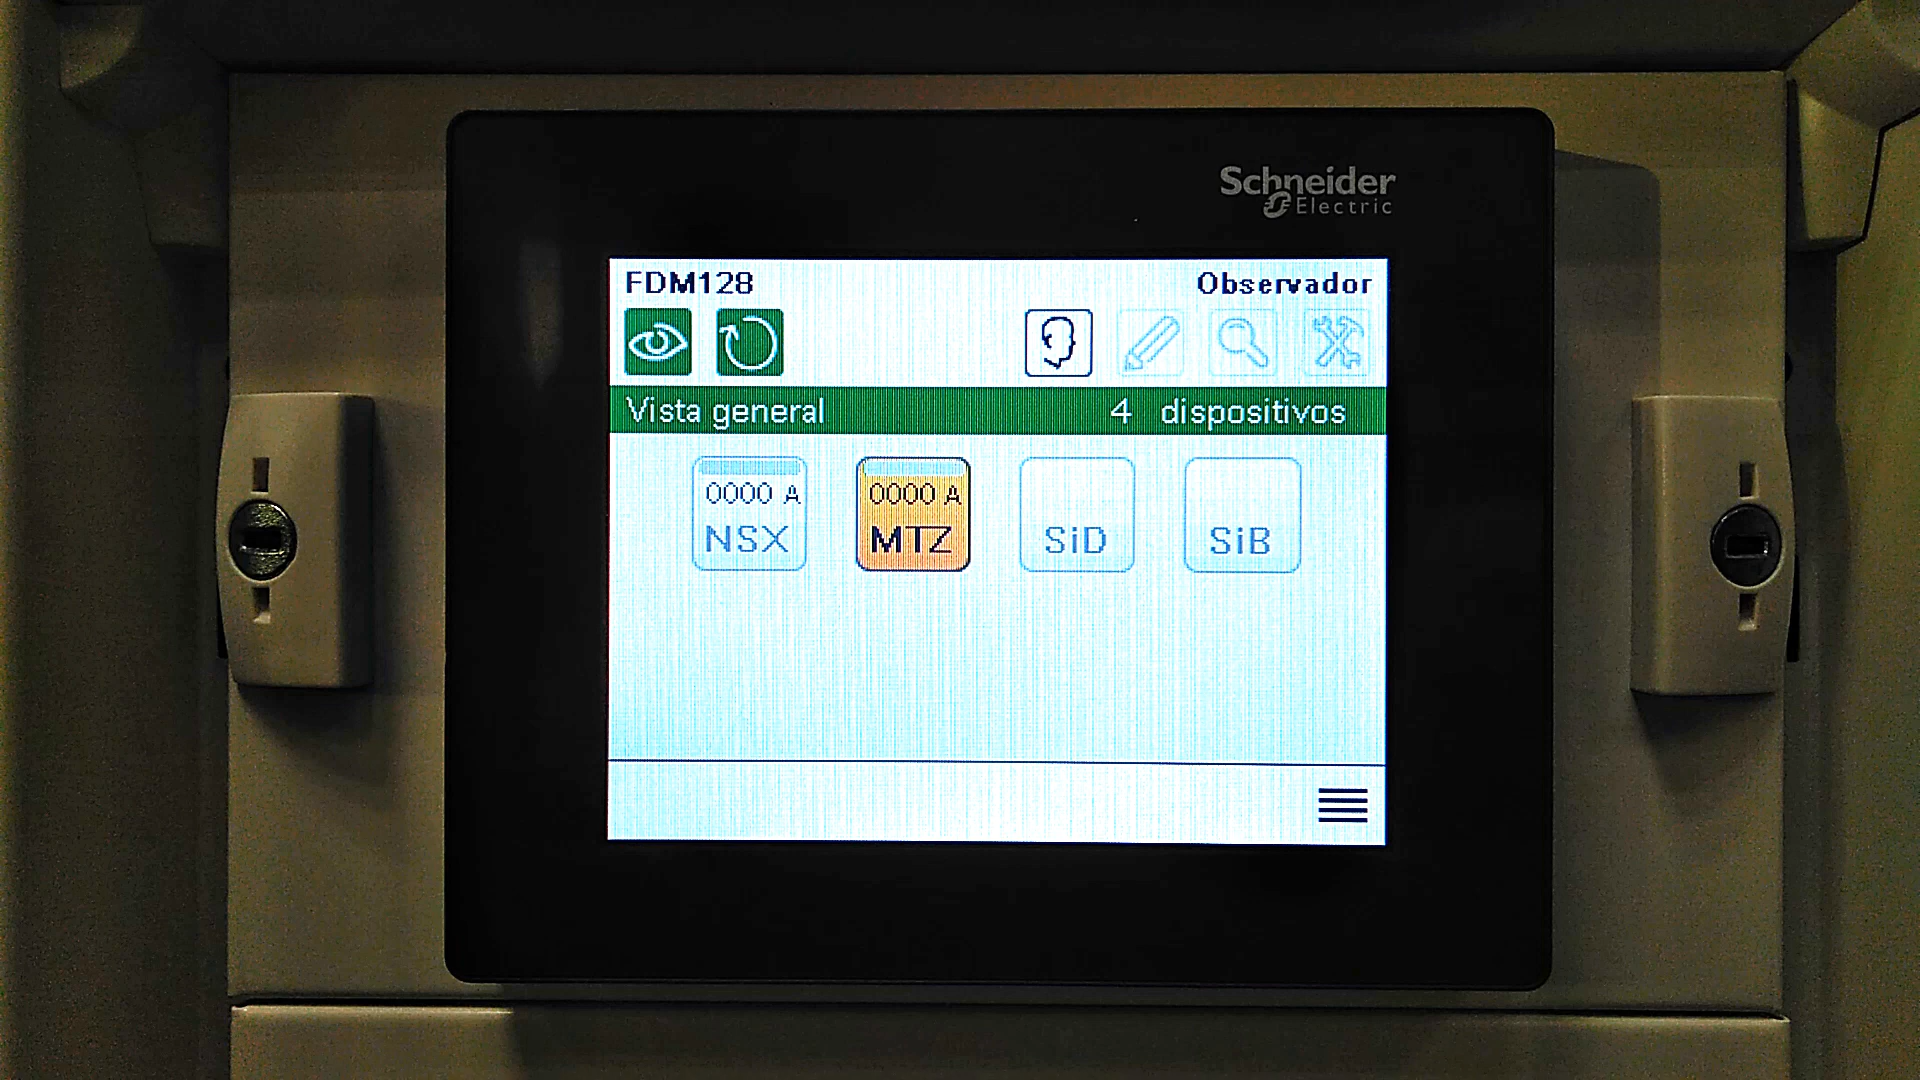 Schneider
Electric
FDM128 Observador
Vista general 4 dispositivos
0000 A 0000 A
NSX MTZ SiD SiB